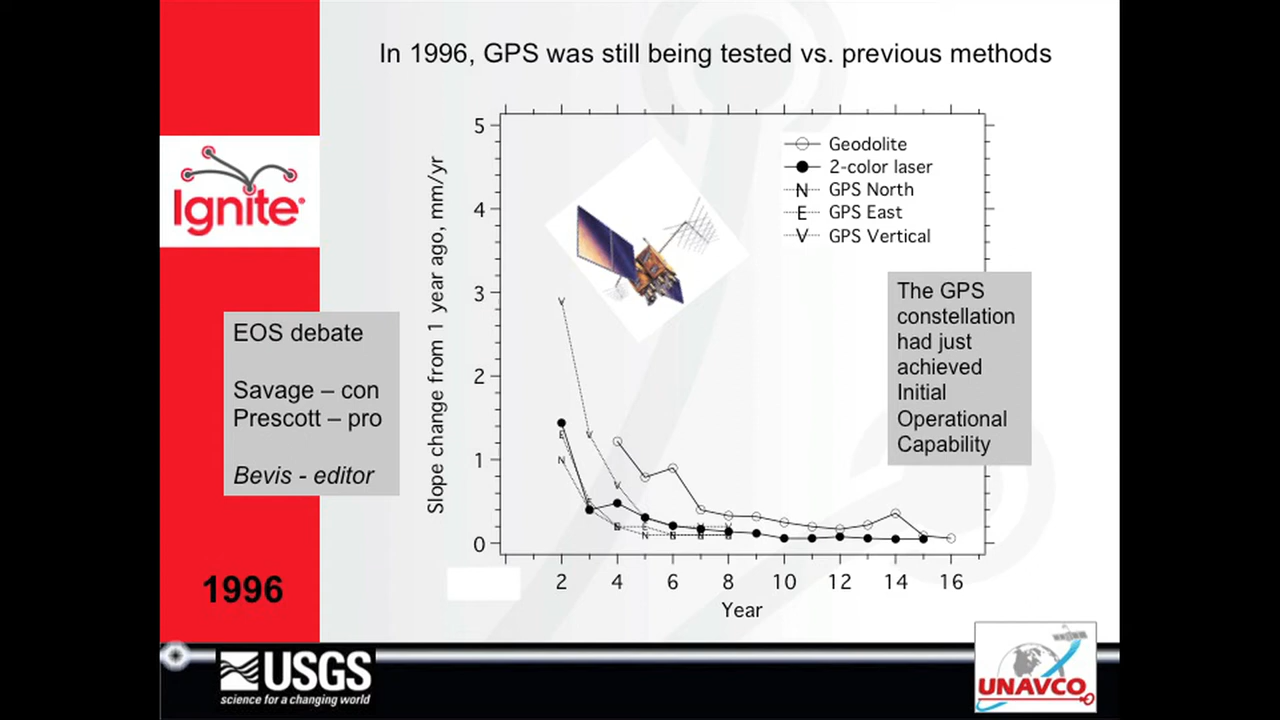 In 1996, GPS was still being tested vs. previous methods
Ignite
EOS debate
Savage – con
Prescott – pro
Bevis - editor
1996
Slope change from 1 year ago, mm/yr
5
4
3
2
1
0
Geodolite
2-color laser
N GPS North
E GPS East
V GPS Vertical
The GPS
constellation
had just
achieved
Initial
Operational
Capability
2 4 6 8 10 12 14 16
Year
USGS
science for a changing world
UNAVCO